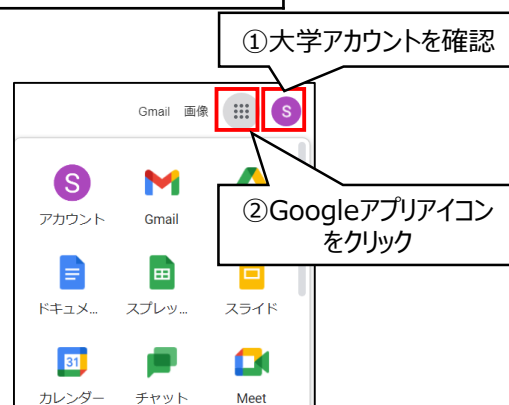 ①大学アカウントを確認
Gmail 画像 S
②Googleアプリアイコン
をクリック
S
アカウント Gmail
ドキュメ... スプレッ... スライド
31
カレンダー チャット Meet